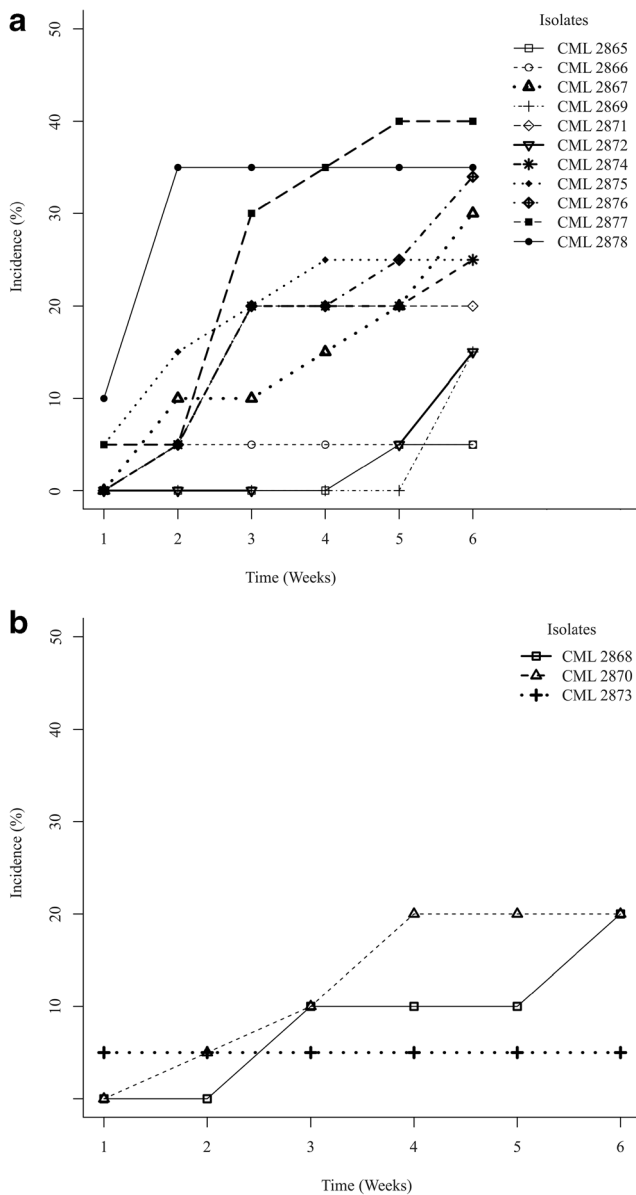 a
Isolates
CML 2865
CML 2866
CML 2867
CML 2869
CML 2871
CML 2872
CML 2874
CML 2875
CML 2876
CML 2877
CML 2878
50
40
30
20
10
0
Incidence (%)
1 2 3 4 5 6
Time (Weeks)
b
Isolates
CML 2868
CML 2870
CML 2873
50
40
30
20
10
Incidence (%)
1 2 3 4 5 6
Time (Weeks)